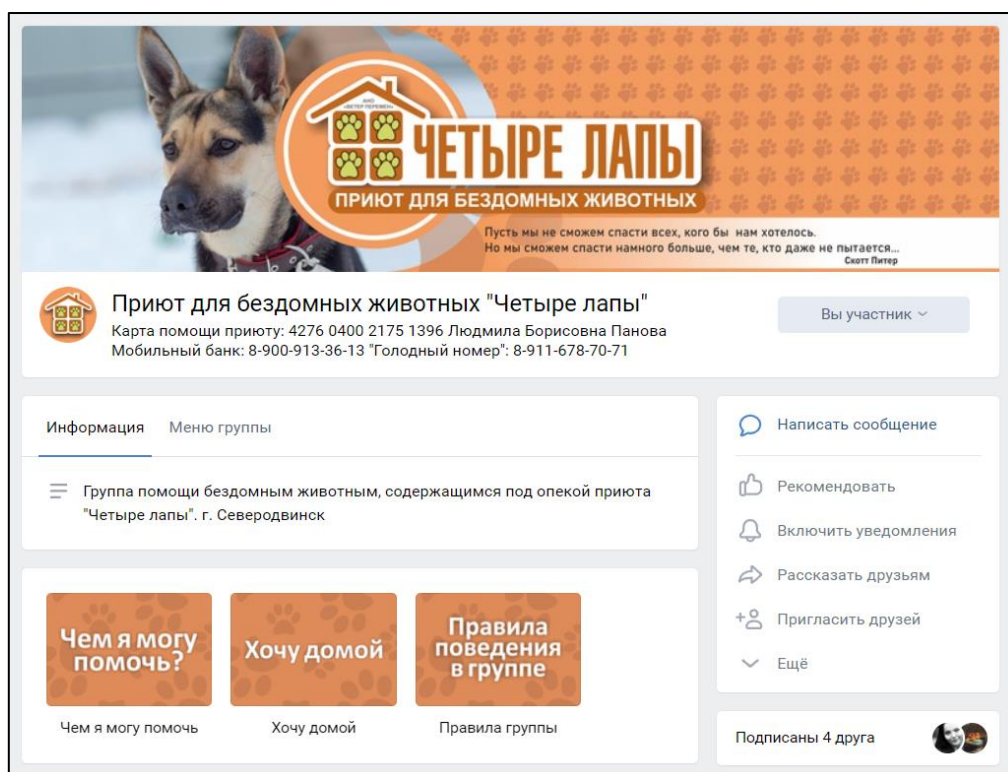 АНО
«ВЕТЕР ПЕРЕМЕН»
ЧЕТЫРЕ ЛАПЫ
ПРИЮТ ДЛЯ БЕЗДОМНЫХ ЖИВОТНЫХ
Пусть мы не сможем спасти всех, кого бы нам хотелось.
Но мы сможем спасти намного больше, чем те, кто даже не пытается...
Скотт Питер
Приют для бездомных животных "Четыре лапы"
Карта помощи приюту: 4276 0400 2175 1396 Людмила Борисовна Панова
Мобильный банк: 8-900-913-36-13 "Голодный номер": 8-911-678-70-71
Вы участник
Информация Меню группы
Группа помощи бездомным животным, содержащимся под опекой приюта
"Четыре лапы". г. Северодвинск
Чем я могу
помочь?
Хочу домой
Правила
поведения
в группе
Чем я могу помочь
Хочу домой
Правила группы
Написать сообщение
Рекомендовать
Включить уведомления
Рассказать друзьям
Пригласить друзей
Ещё
Подписаны 4 друга